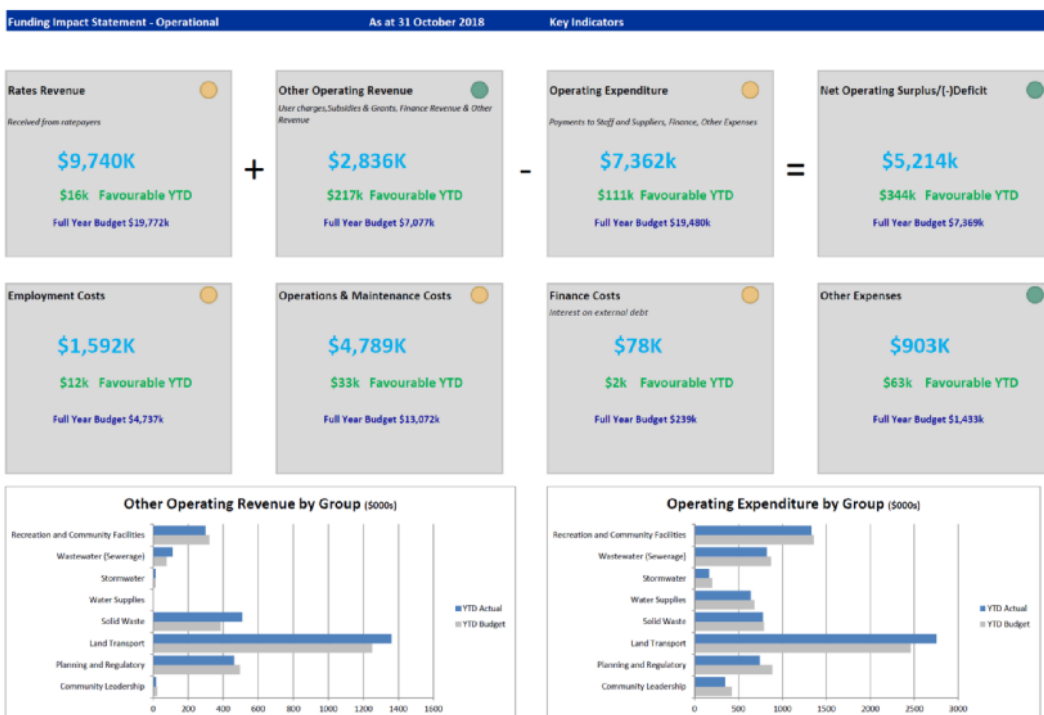 Funding Impact Statement - Operational As at 31 October 2018 Key Indicators
Rates Revenue
Received from ratepayers
$9,740K
$16k Favourable YTD
Full Year Budget $19,772k
+
Other Operating Revenue
User charges,Subsidies & Grants, Finance Revenue & Other
Revenue
$2,836K
$217k Favourable YTD
Full Year Budget $7,077k
-
Operating Expenditure
Payments to Staff and Suppliers, Finance, Other Expenses
$7,362k
$111k Favourable YTD
Full Year Budget $19,480k
=
Net Operating Surplus/(-)Deficit
$5,214k
$344k Favourable YTD
Full Year Budget $7,369k
Employment Costs
$1,592K
$12k Favourable YTD
Full Year Budget $4,737k
Operations & Maintenance Costs
$4,789K
$33k Favourable YTD
Full Year Budget $13,072k
Finance Costs
Interest on external debt
$78K
$2k Favourable YTD
Full Year Budget $239k
Other Expenses
$903K
$63k Favourable YTD
Full Year Budget $1,433k
Other Operating Revenue by Group ($000s)
Recreation and Community Facilities
Wastewater (Sewerage)
Stormwater
Water Supplies
Solid Waste
Land Transport
Planning and Regulatory
Community Leadership
0 200 400 600 800 1000 1200 1400 1600
YTD Actual
YTD Budget
Operating Expenditure by Group ($000s)
Recreation and Community Facilities
Wastewater (Sewerage)
Stormwater
Water Supplies
Solid Waste
Land Transport
Planning and Regulatory
Community Leadership
0 500 1000 1500 2000 2500 3000
YTD Actual
YTD Budget